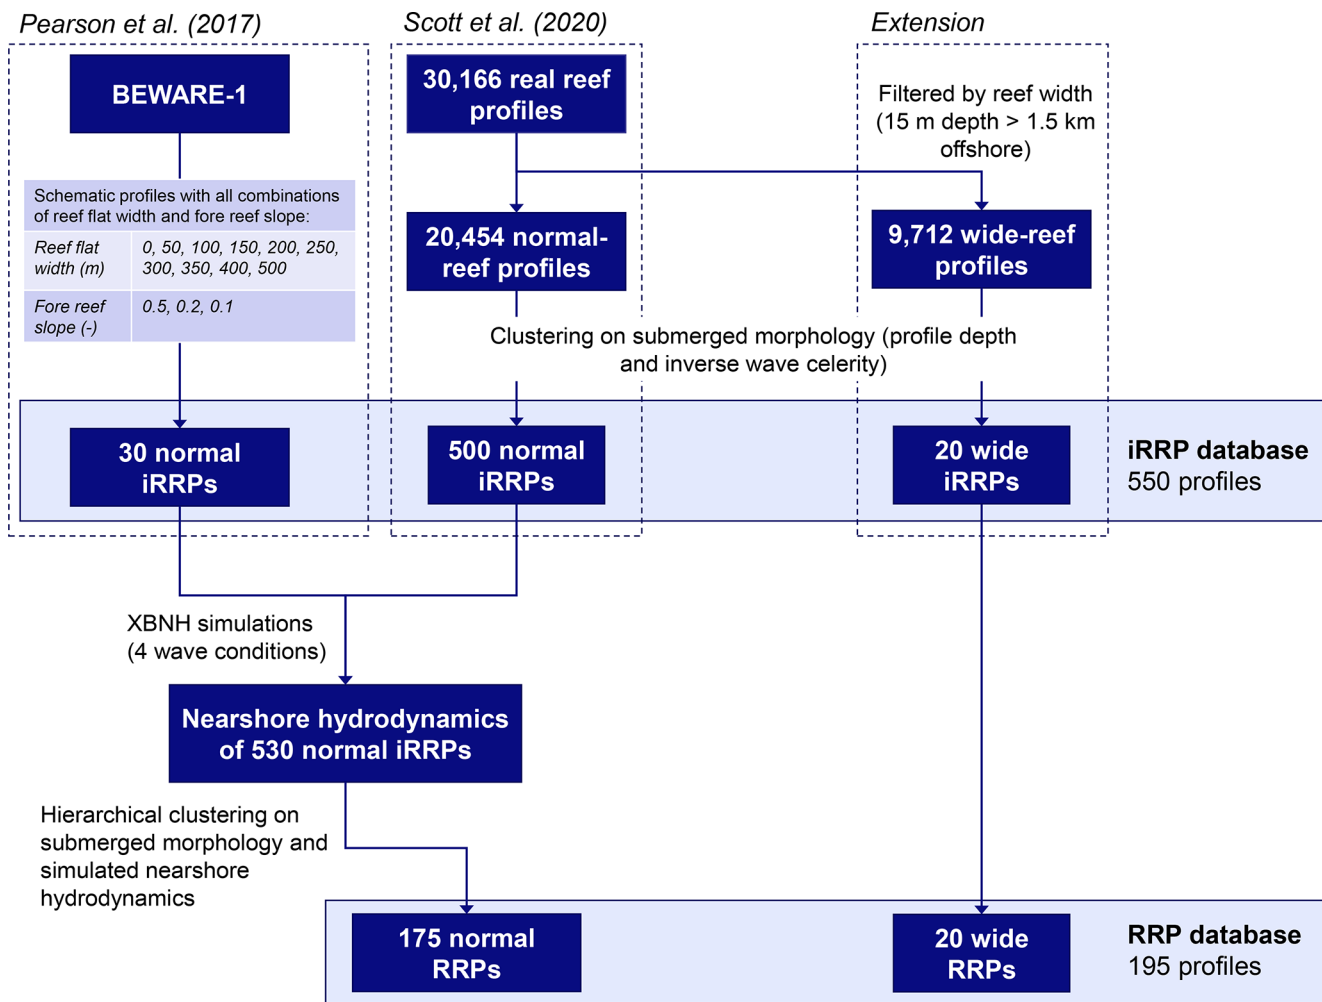 Pearson et al. (2017)
Scott et al. (2020)
Extension
BEWARE-1
30,166 real reef
profiles
Filtered by reef width
(15 m depth > 1.5 km
offshore)
Schematic profiles with all combinations
of reef flat width and fore reef slope:
Reef flat
width (m)
0, 50, 100, 150, 200, 250,
300, 350, 400, 500
Fore reef
slope (-)
0.5, 0.2, 0.1
20,454 normal-
reef profiles
9,712 wide-reef
profiles
Clustering on submerged morphology (profile depth
and inverse wave celerity)
30 normal
iRRPs
500 normal
iRRPs
20 wide
iRRPs
iRRP database
550 profiles
XBNH simulations
(4 wave conditions)
Nearshore hydrodynamics
of 530 normal iRRPs
Hierarchical clustering on
submerged morphology and
simulated nearshore
hydrodynamics
175 normal
RRPs
20 wide
RRPs
RRP database
195 profiles